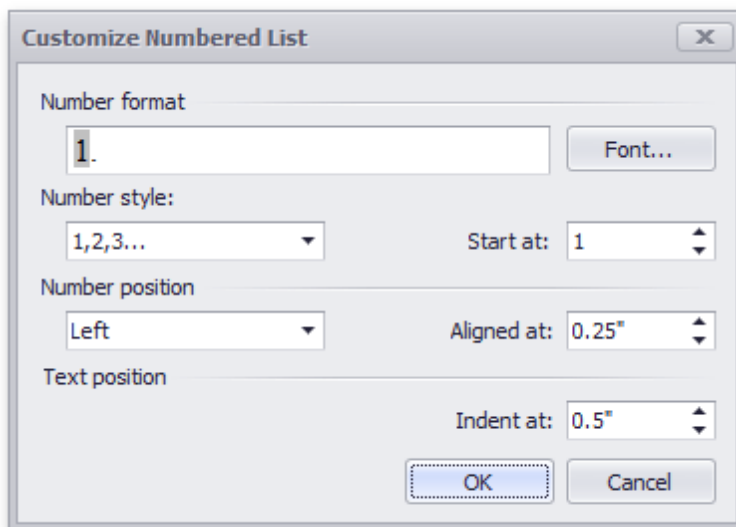 Customize Numbered List
Number format
1.
Font...
Number style:
1,2,3...
Start at: 1
Number position
Left
Aligned at: 0.25"
Text position
Indent at: 0.5"
OK
Cancel